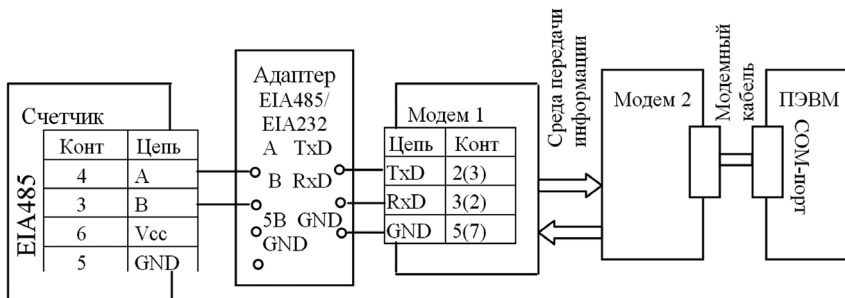 Счетчик
EIA485
Конт Цепь
4 A
3 B
6 Vcc
5 GND
Адаптер
EIA485/
EIA232
A TxD
B RxD
5В GND
GND
Модем 1
Цепь Конт
TxD 2(3)
RxD 3(2)
GND 5(7)
Среда передачи
информации
Модем 2
Модемный
кабель
ПЭВМ
COM-порт